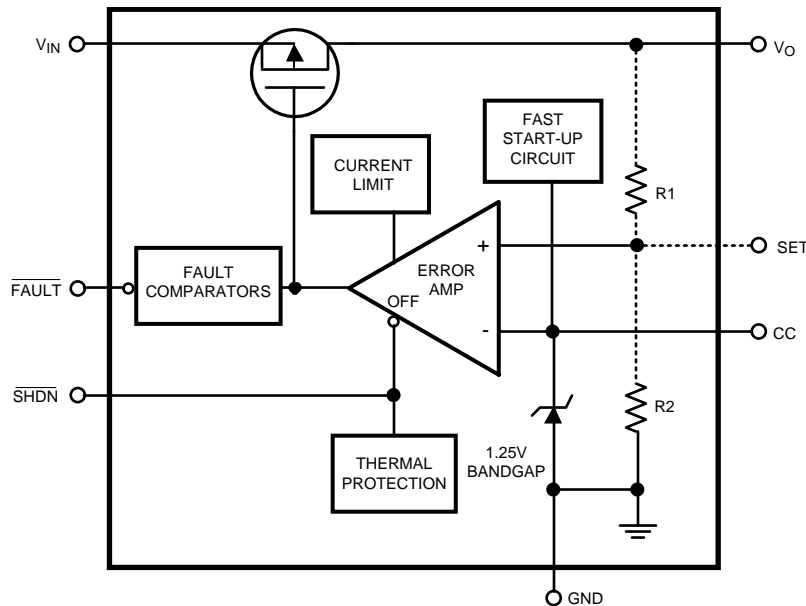 VIN
VO
FAST
START-UP
CIRCUIT
CURRENT
LIMIT
R1
+
SET
FAULT
FAULT
COMPARATORS
ERROR
AMP
OFF
-
CC
SHDN
R2
1.25V
BANDGAP
THERMAL
PROTECTION
GND